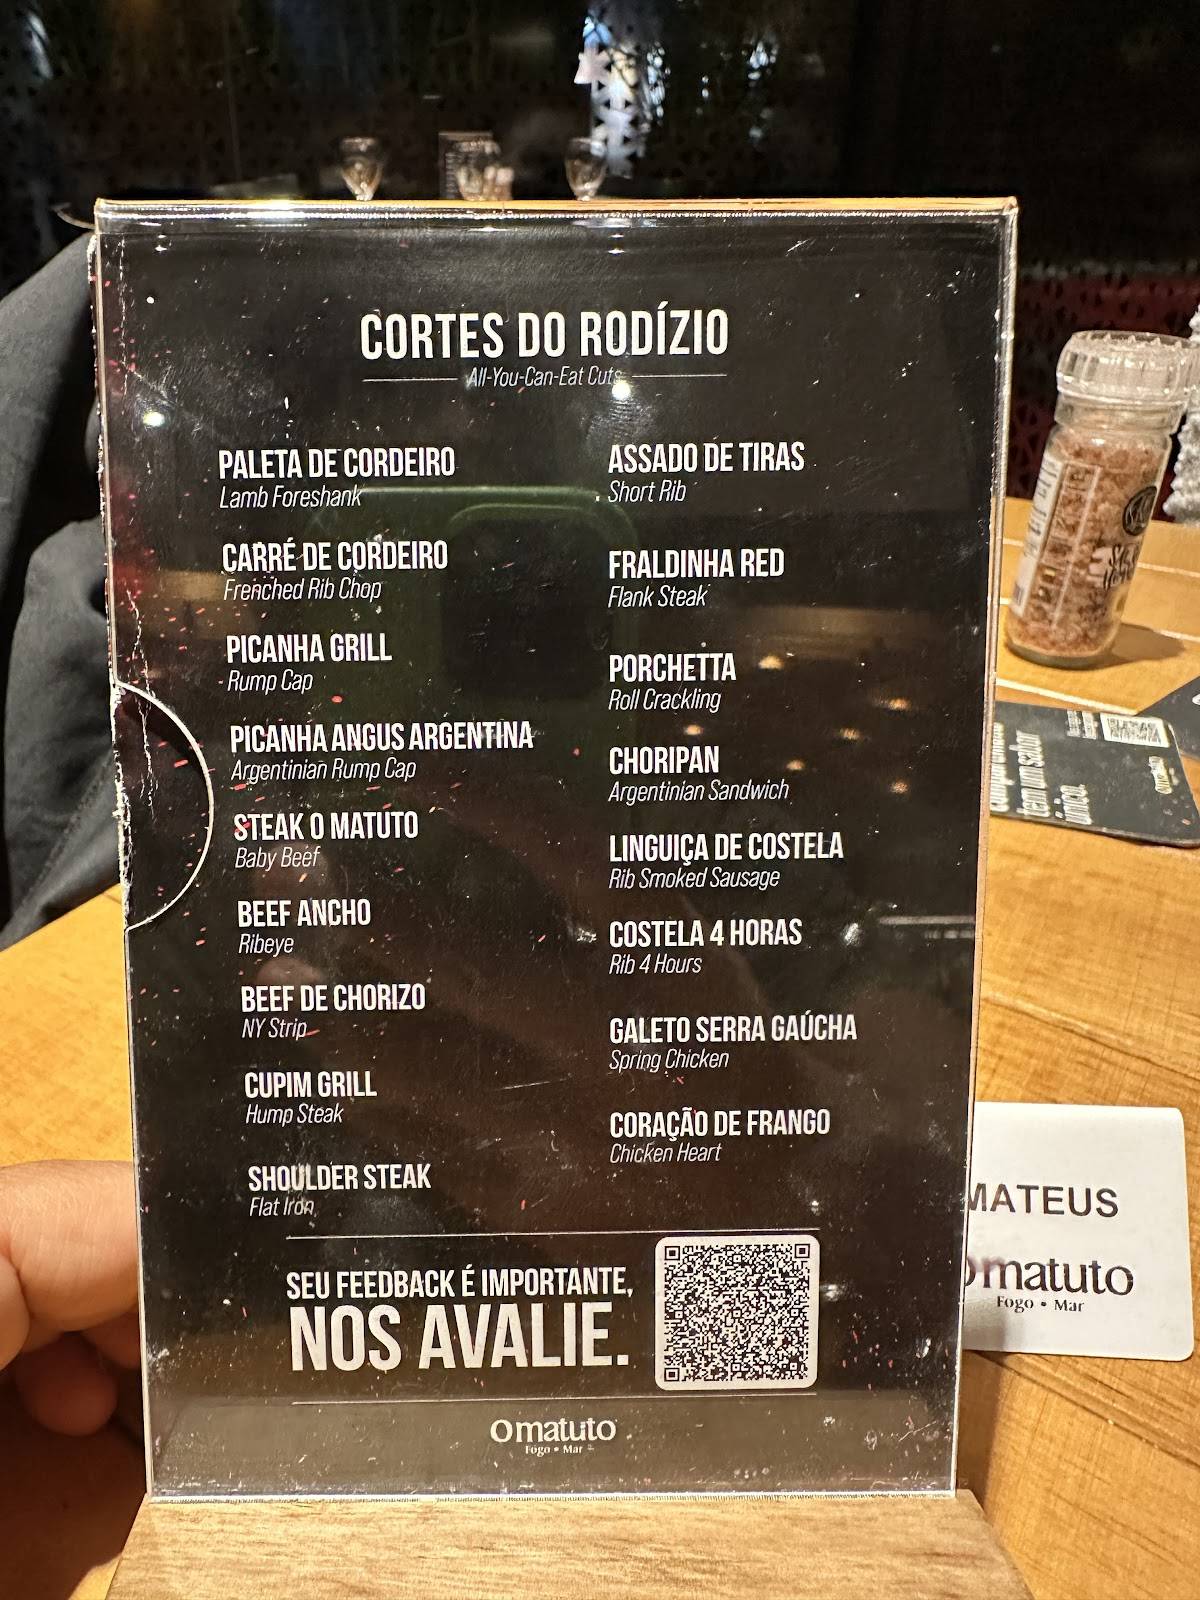 CORTES DO RODÍZIO
All-You-Can-Eat Cuts
PALETA DE CORDEIRO
Lamb Foreshank
CARRÉ DE CORDEIRO
Frenched Rib Chop
PICANHA GRILL
Rump Cap
PICANHA ANGUS ARGENTINA
Argentinian Rump Cap
STEAK O MATUTO
Baby Beef
BEEF ANCHO
Ribeye
BEEF DE CHORIZO
NY Strip
CUPIM GRILL
Hump Steak
SHOULDER STEAK
Flat Iron
ASSADO DE TIRAS
Short Rib
FRALDINHA RED
Flank Steak
PORCHETTA
Roll Crackling
CHORIPAN
Argentinian Sandwich
LINGUIÇA DE COSTELA
Rib Smoked Sausage
COSTELA 4 HORAS
Rib 4 Hours
GALETO SERRA GAÚCHA
Spring Chicken
CORAÇÃO DE FRANGO
Chicken Heart
SEU FEEDBACK É IMPORTANTE,
NOS AVALIE.
Omatuto
Fogo • Mar
MATEUS
Omatuto
Fogo • Mar
tem um sabor
único.